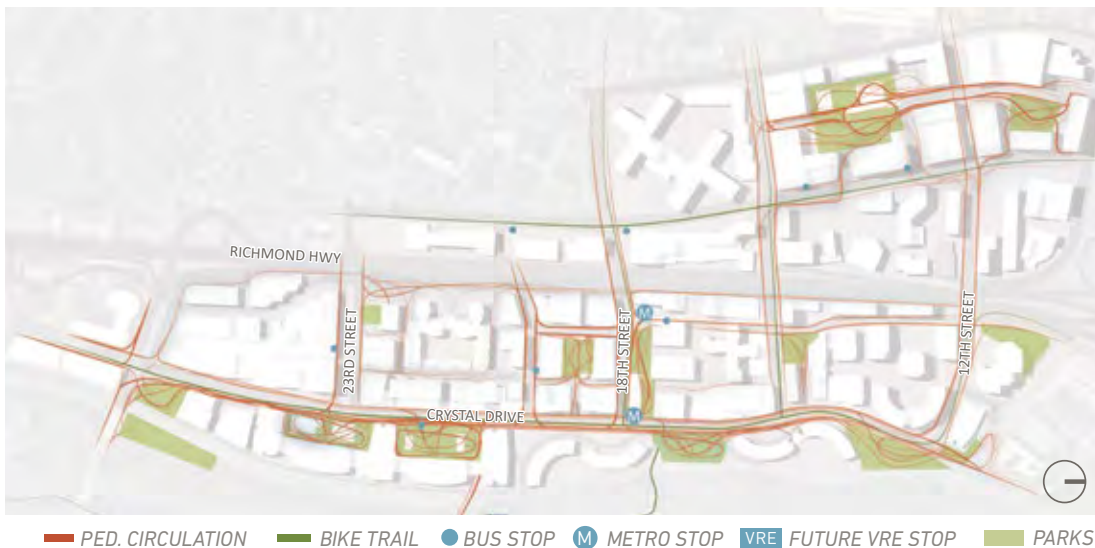 RICHMOND HWY
23RD STREET
18TH STREET
12TH STREET
M
M
CRYSTAL DRIVE
PED. CIRCULATION BIKE TRAIL BUS STOP M METRO STOP VRE FUTURE VRE STOP PARKS